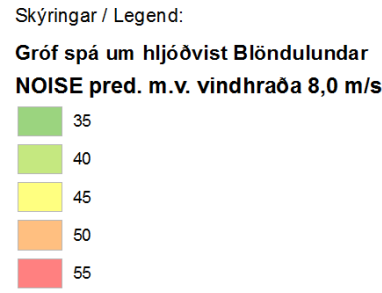 Skýringar / Legend:
Gróf spá um hljóðvist Blöndulundar
NOISE pred. m.v. vindhraða 8,0 m/s
35
40
45
50
55